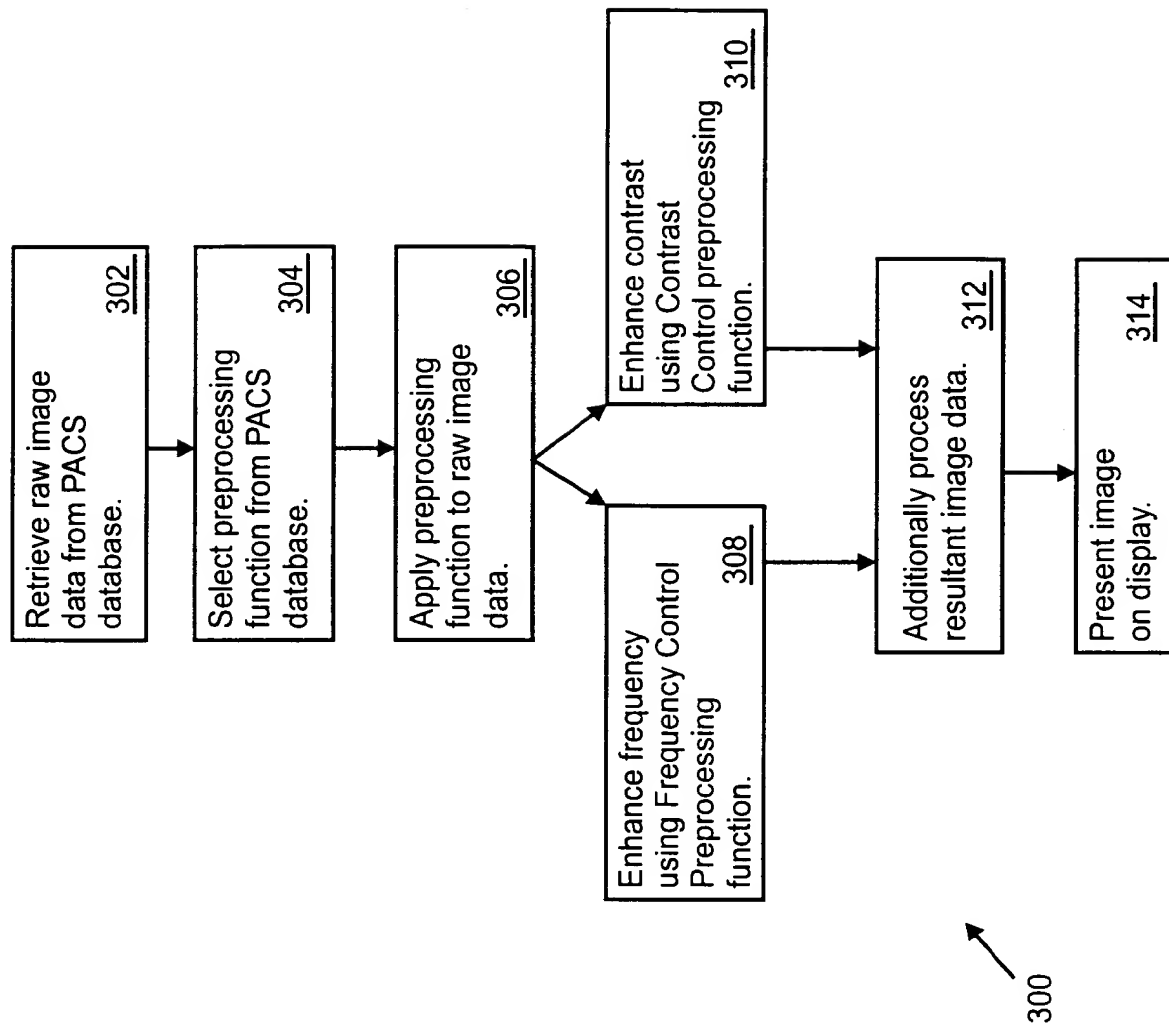 Retrieve raw image
data from PACS
database.
302
Select preprocessing
function from PACS
database.
304
Apply preprocessing
function to raw image
data.
306
Enhance frequency
using Frequency Control
Preprocessing
function.
308
Enhance contrast
using Contrast
Control preprocessing
function.
310
Additionally process
resultant image data.
312
Present image
on display.
314
300